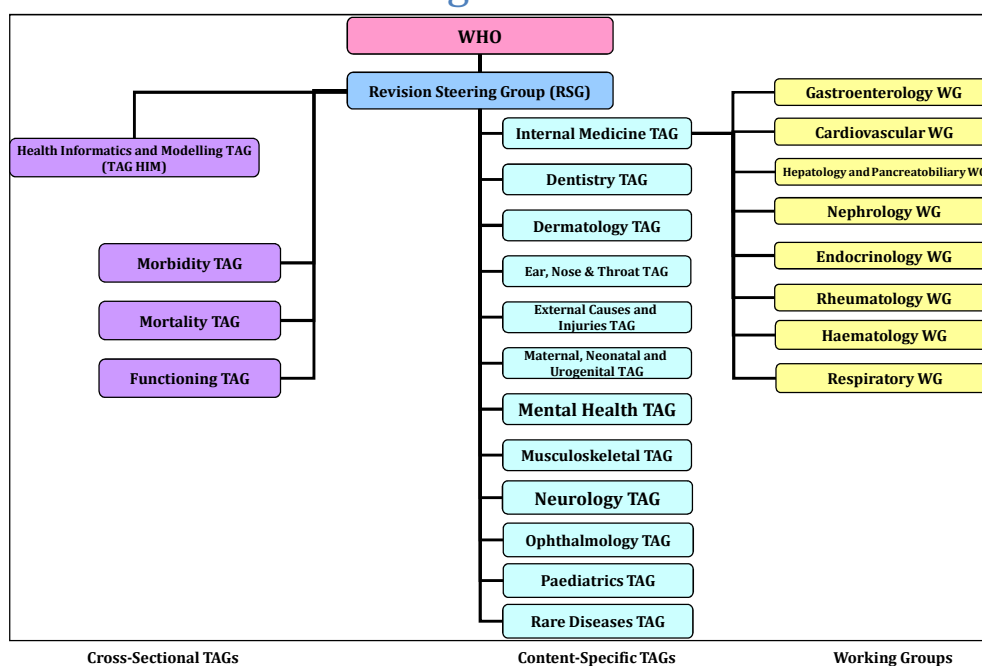 WHO
Revision Steering Group (RSG)
Health Informatics and Modelling TAG
(TAG HIM)
Morbidity TAG
Mortality TAG
Functioning TAG
Internal Medicine TAG
Dentistry TAG
Dermatology TAG
Ear, Nose & Throat TAG
External Causes and
Injuries TAG
Maternal, Neonatal and
Urogenital TAG
Mental Health TAG
Musculoskeletal TAG
Neurology TAG
Ophthalmology TAG
Paediatrics TAG
Rare Diseases TAG
Gastroenterology WG
Cardiovascular WG
Hepatology and Pancreatobiliary WG
Nephrology WG
Endocrinology WG
Rheumatology WG
Haematology WG
Respiratory WG
Cross-Sectional TAGs
Content-Specific TAGs
Working Groups